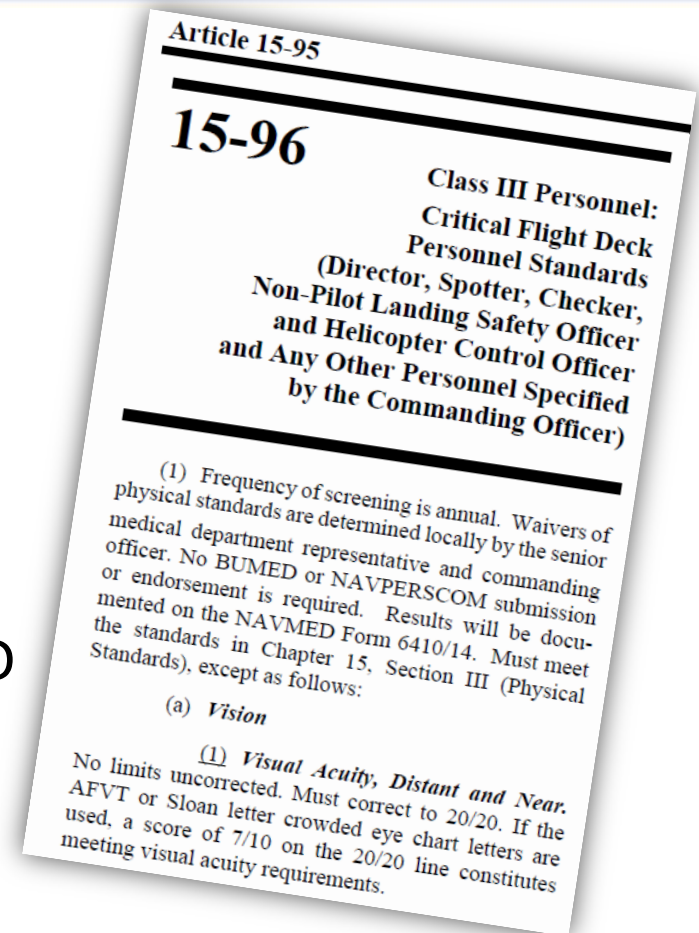 Article 15-95
15-96
Class III Personnel:
Critical Flight Deck
Personnel Standards
(Director, Spotter, Checker,
Non-Pilot Landing Safety Officer
and Helicopter Control Officer
and Any Other Personnel Specified
by the Commanding Officer)
(1) Frequency of screening is annual. Waivers of
physical standards are determined locally by the senior
medical department representative and commanding
officer. No BUMED or NAVPERSCOM submission
or endorsement is required. Results will be docu-
mented on the NAVMED Form 6410/14. Must meet
the standards in Chapter 15, Section III (Physical
Standards), except as follows:
(a) Vision
(1) Visual Acuity, Distant and Near.
No limits uncorrected. Must correct to 20/20. If the
AFVT or Sloan letter crowded eye chart letters are
used, a score of 7/10 on the 20/20 line constitutes
meeting visual acuity requirements.